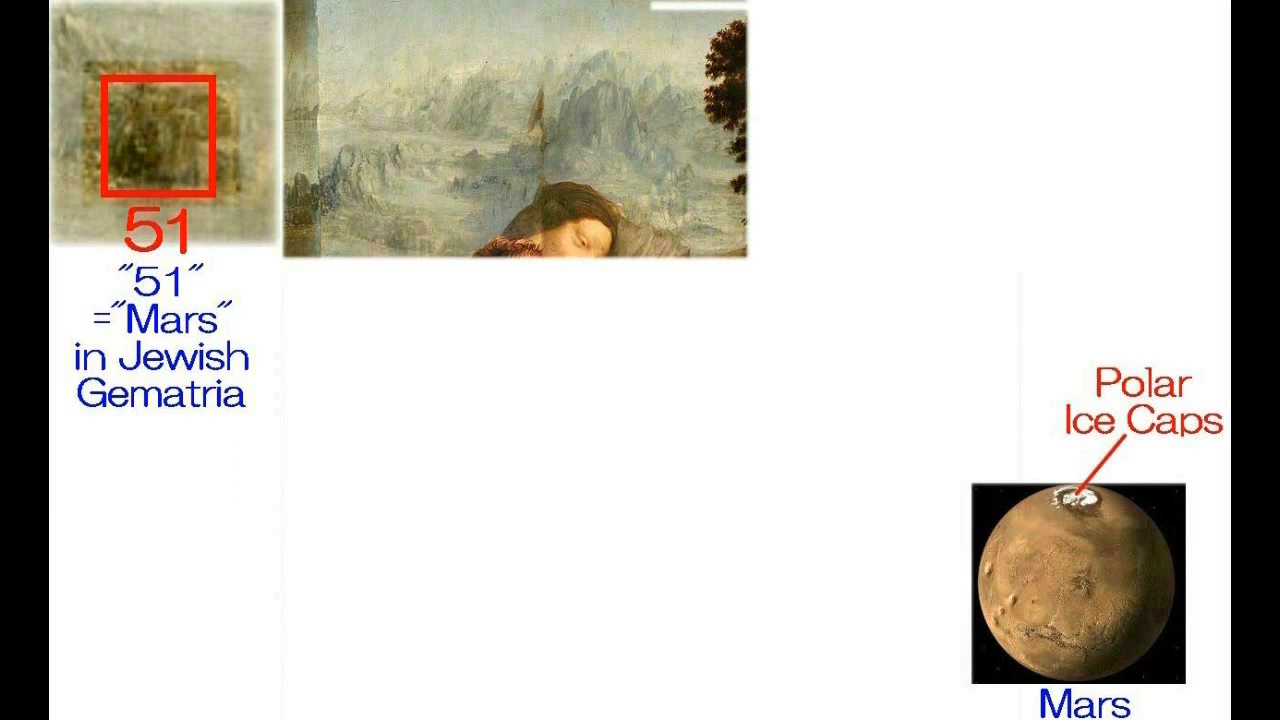 51
"51"
="Mars"
in Jewish
Gematria
Polar
Ice Caps
Mars